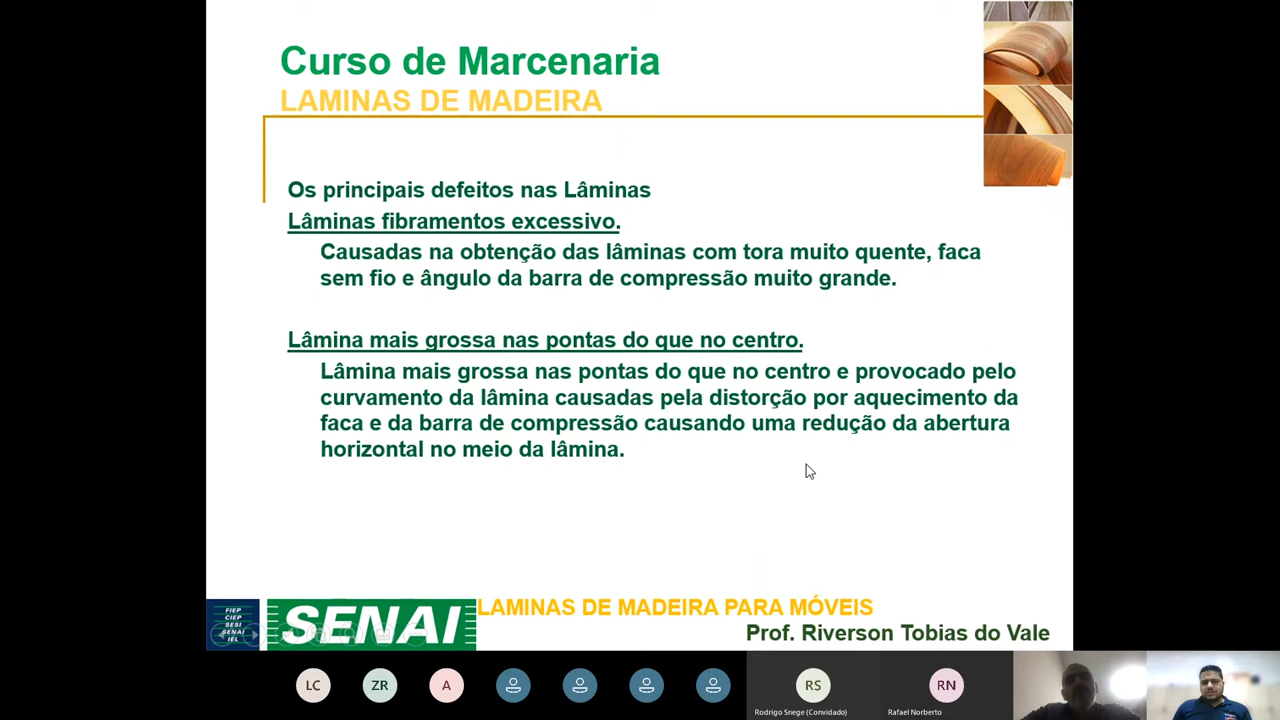 Curso de Marcenaria
LAMINAS DE MADEIRA
Os principais defeitos nas Lâminas
Lâminas fibramentos excessivo.
Causadas na obtenção das lâminas com tora muito quente, faca
sem fio e ângulo da barra de compressão muito grande.
Lâmina mais grossa nas pontas do que no centro.
Lâmina mais grossa nas pontas do que no centro e provocado pelo
curvamento da lâmina causadas pela distorção por aquecimento da
faca e da barra de compressão causando uma redução da abertura
horizontal no meio da lâmina.
FIEP
CIEP
SESI
SENAI
IEL
SENAI
LAMINAS DE MADEIRA PARA MÓVEIS
Prof. Riverson Tobias do Vale
LC
ZR
A
RS
RN
Rodrigo Snege (Convidado)
Rafael Norberto